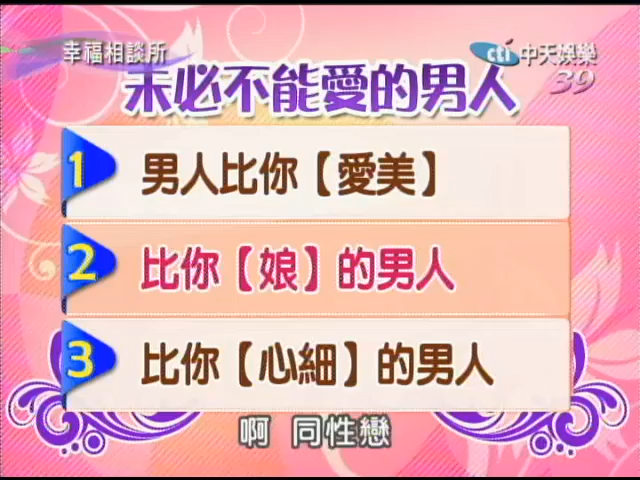 幸福相談所
cti 中天娛樂
39
未必不能愛的男人
1 男人比你【愛美】
2 比你【娘】的男人
3 比你【心細】的男人
啊 同性戀